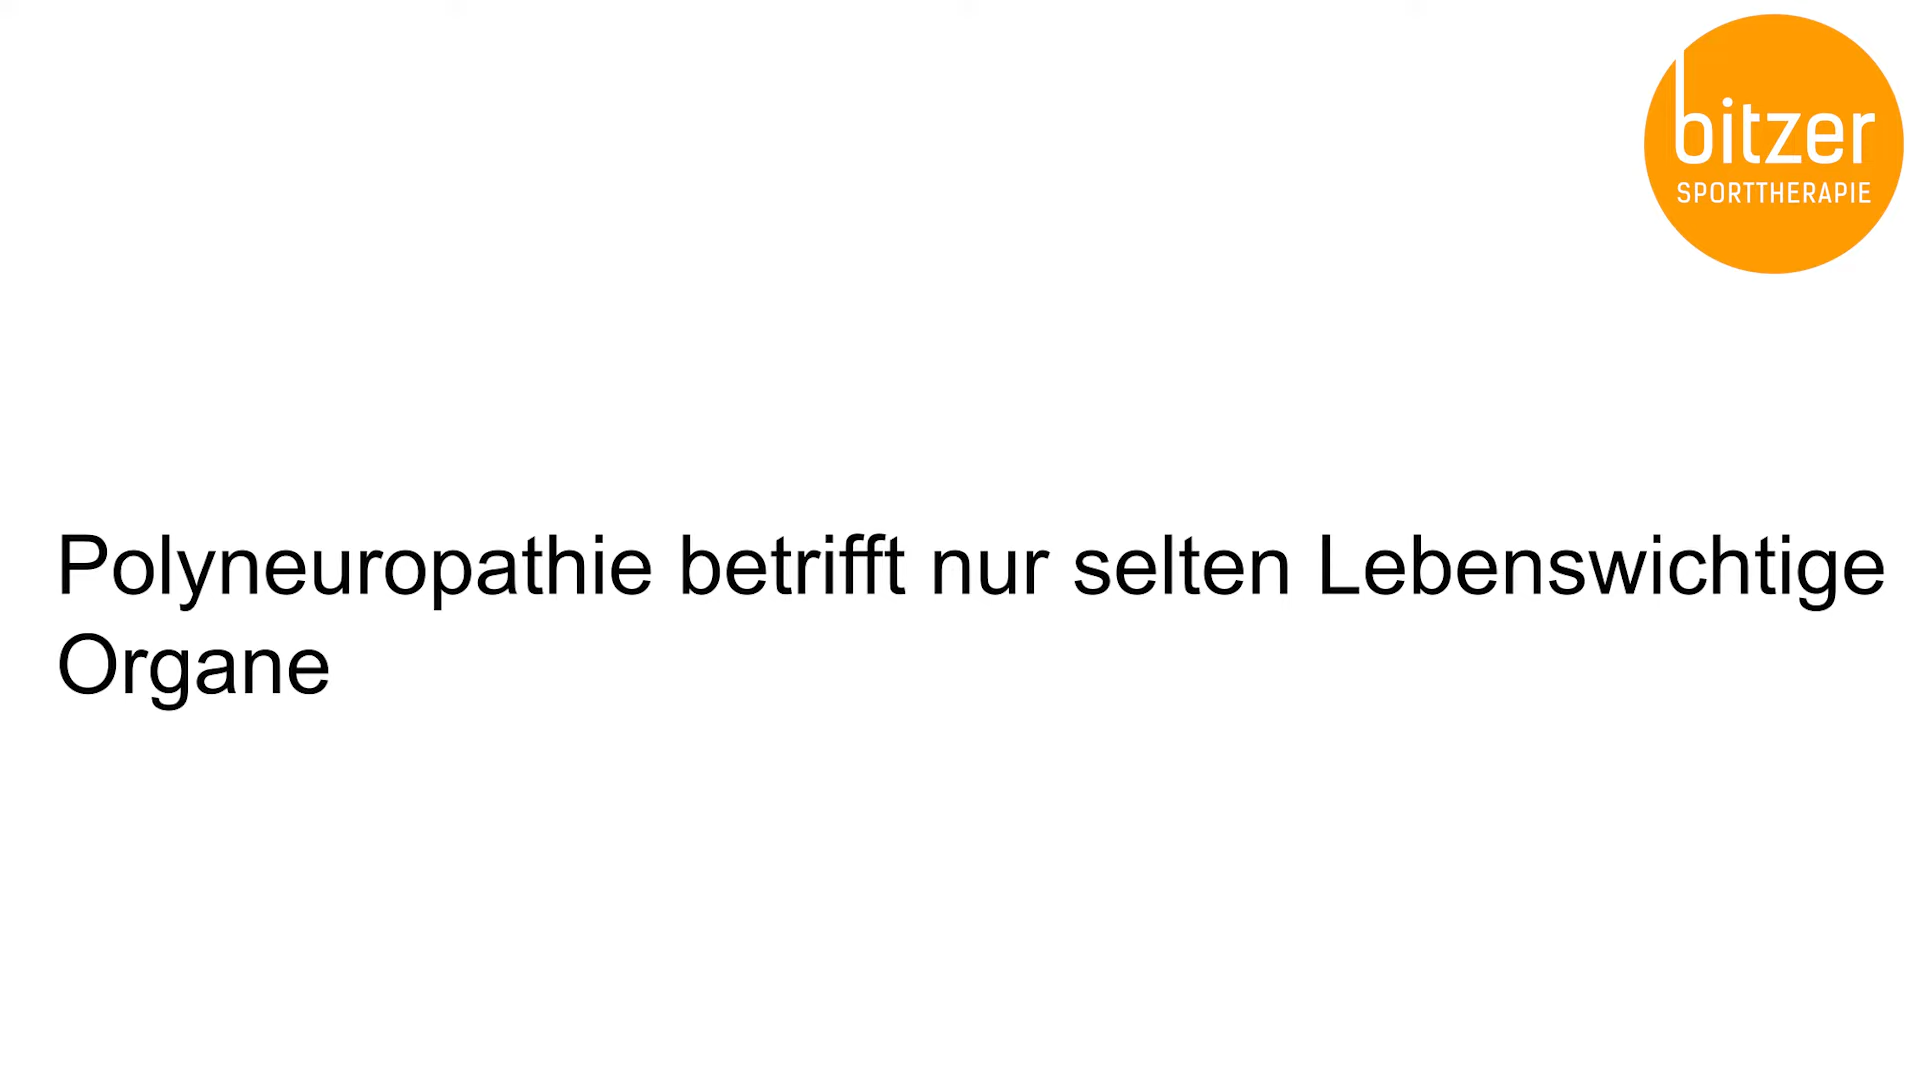 bitzer
SPORTTHERAPIE
Polyneuropathie betrifft nur selten Lebenswichtige
Organe